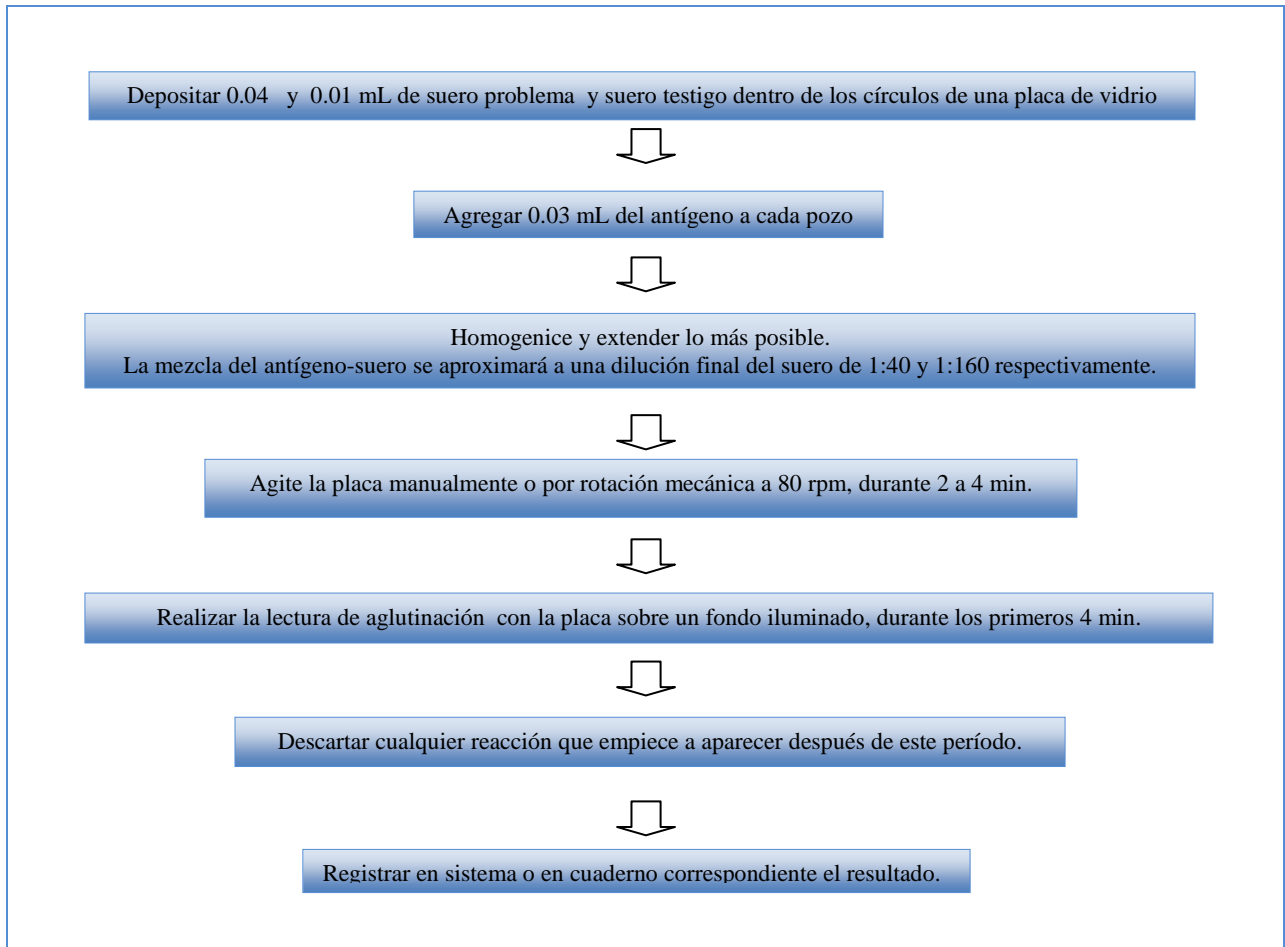 Depositar 0.04 y 0.01 mL de suero problema y suero testigo dentro de los círculos de una placa de vidrio
Agregar 0.03 mL del antígeno a cada pozo
Homogenice y extender lo más posible.
La mezcla del antígeno-suero se aproximará a una dilución final del suero de 1:40 y 1:160 respectivamente.
Agite la placa manualmente o por rotación mecánica a 80 rpm, durante 2 a 4 min.
Realizar la lectura de aglutinación con la placa sobre un fondo iluminado, durante los primeros 4 min.
Descartar cualquier reacción que empiece a aparecer después de este período.
Registrar en sistema o en cuaderno correspondiente el resultado.